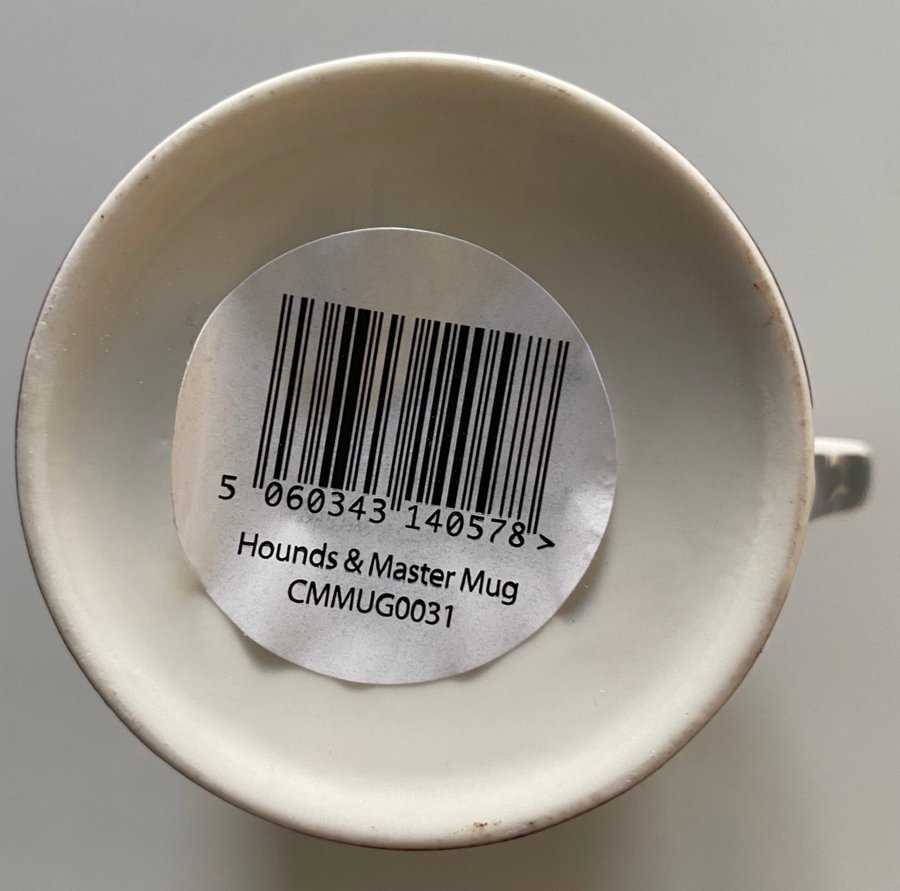 5 060343 140578 >
Hounds & Master Mug
CMMUG0031